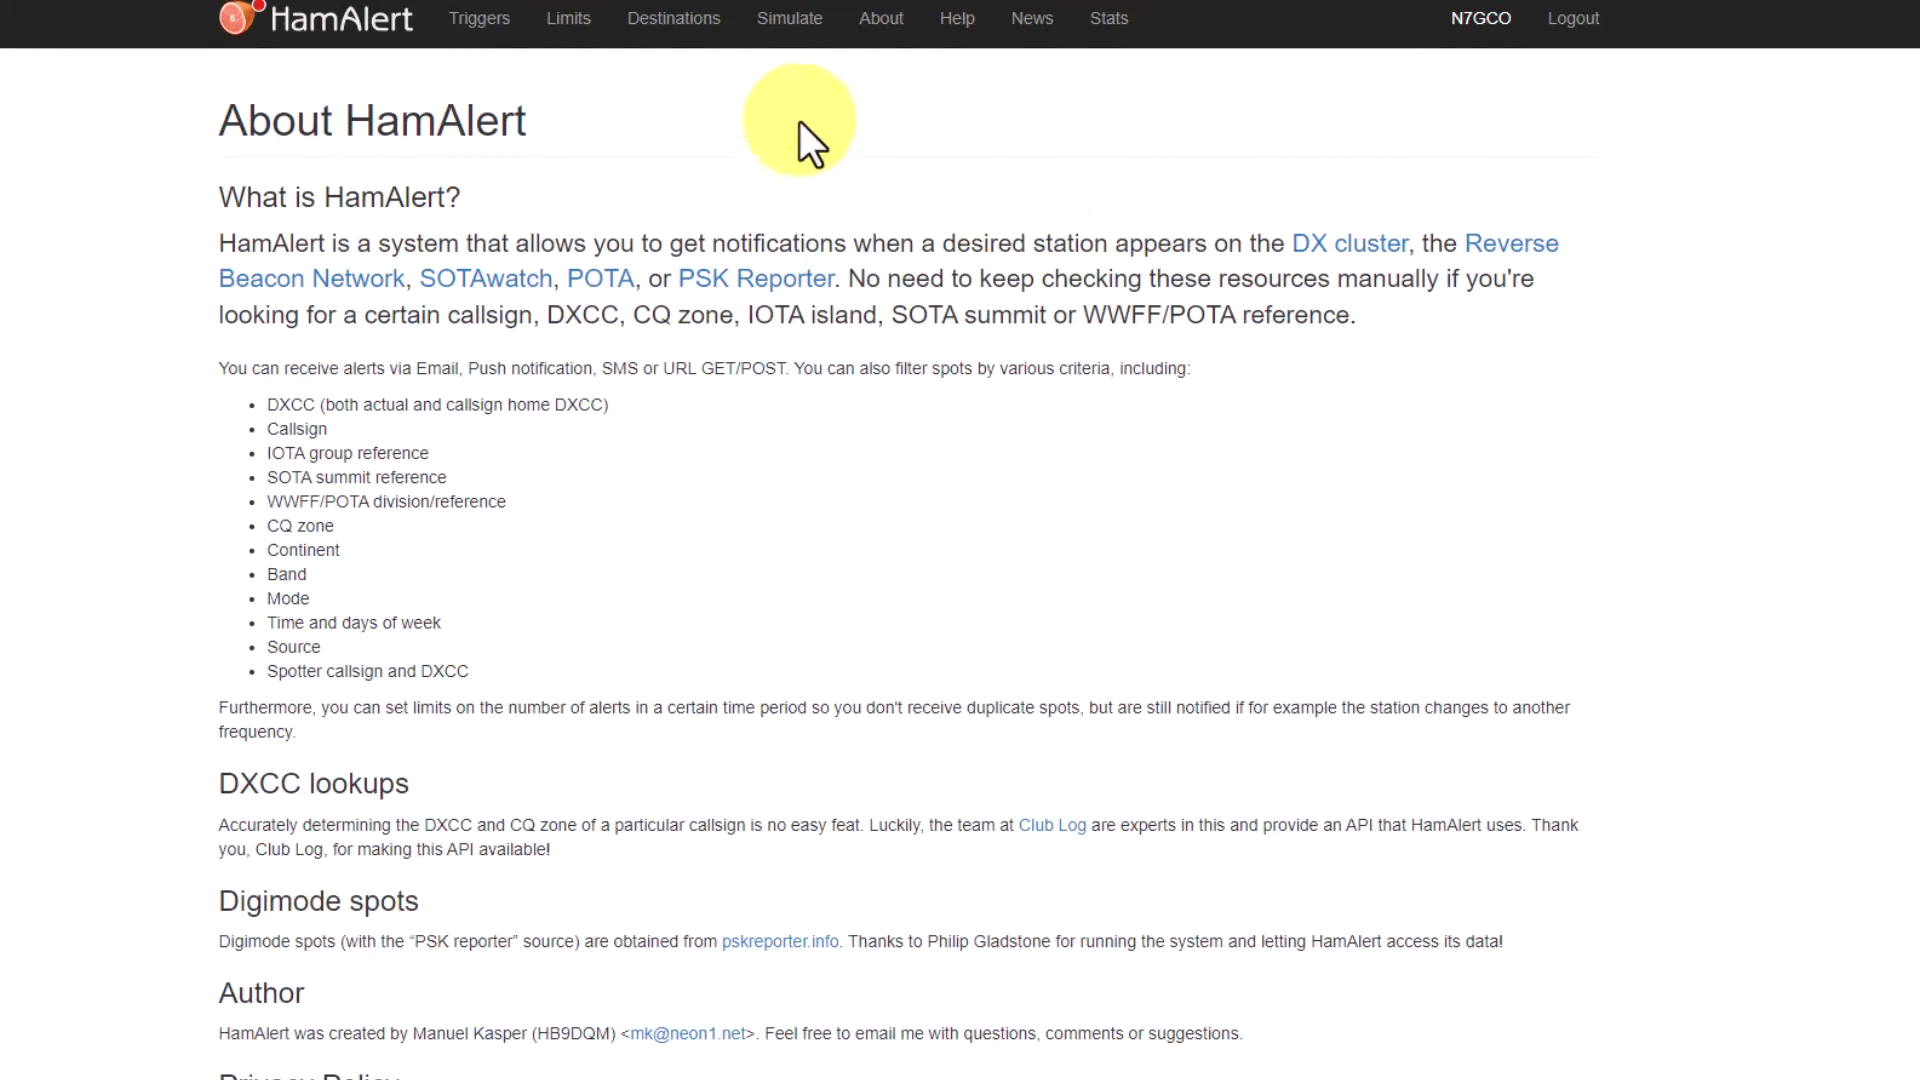 HamAlert Triggers Limits Destinations Simulate About Help News Stats N7GCO Logout
About HamAlert
What is HamAlert?
HamAlert is a system that allows you to get notifications when a desired station appears on the DX cluster, the Reverse
Beacon Network, SOTAwatch, POTA, or PSK Reporter. No need to keep checking these resources manually if you're
looking for a certain callsign, DXCC, CQ zone, IOTA island, SOTA summit or WWFF/POTA reference.
You can receive alerts via Email, Push notification, SMS or URL GET/POST. You can also filter spots by various criteria, including:
• DXCC (both actual and callsign home DXCC)
• Callsign
• IOTA group reference
• SOTA summit reference
• WWFF/POTA division/reference
• CQ zone
• Continent
• Band
• Mode
• Time and days of week
• Source
• Spotter callsign and DXCC
Furthermore, you can set limits on the number of alerts in a certain time period so you don't receive duplicate spots, but are still notified if for example the station changes to another
frequency.
DXCC lookups
Accurately determining the DXCC and CQ zone of a particular callsign is no easy feat. Luckily, the team at Club Log are experts in this and provide an API that HamAlert uses. Thank
you, Club Log, for making this API available!
Digimode spots
Digimode spots (with the “PSK reporter” source) are obtained from pskreporter.info. Thanks to Philip Gladstone for running the system and letting HamAlert access its data!
Author
HamAlert was created by Manuel Kasper (HB9DQM) <mk@neon1.net>. Feel free to email me with questions, comments or suggestions.
Privacy Policy